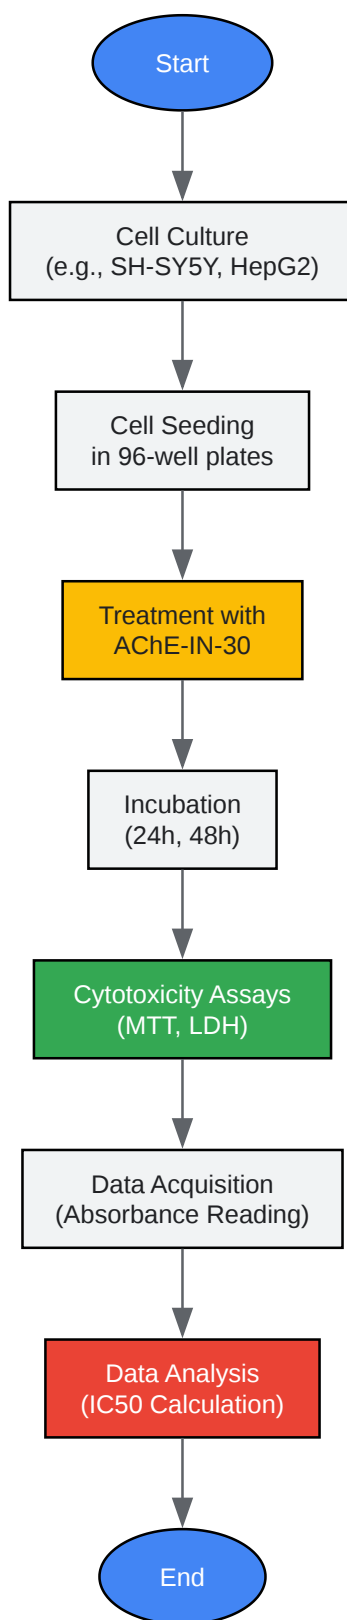 Start
Cell Culture
(e.g., SH-SY5Y, HepG2)
Cell Seeding
in 96-well plates
Treatment with
AChE-IN-30
Incubation
(24h, 48h)
Cytotoxicity Assays
(MTT, LDH)
Data Acquisition
(Absorbance Reading)
Data Analysis
(IC50 Calculation)
End